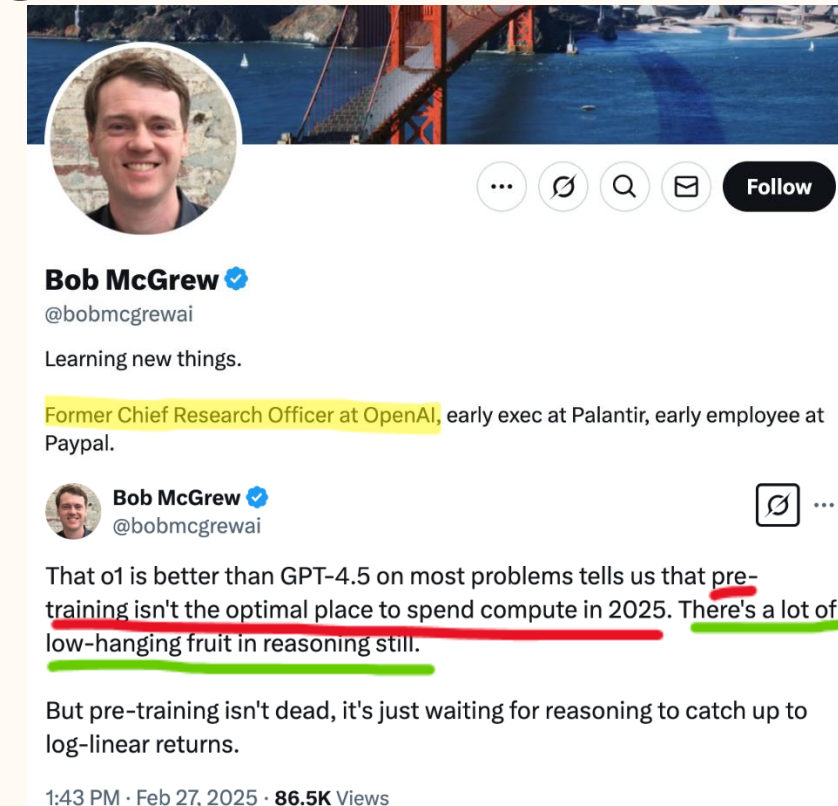 Follow
Bob McGrew
@bobmcgrewai
Learning new things.
Former Chief Research Officer at OpenAI, early exec at Palantir, early employee at
Paypal.
Bob McGrew
@bobmcgrewai
That o1 is better than GPT-4.5 on most problems tells us that pre-
training isn't the optimal place to spend compute in 2025. There's a lot of
low-hanging fruit in reasoning still.
But pre-training isn't dead, it's just waiting for reasoning to catch up to
log-linear returns.
1:43 PM · Feb 27, 2025 · 86.5K Views